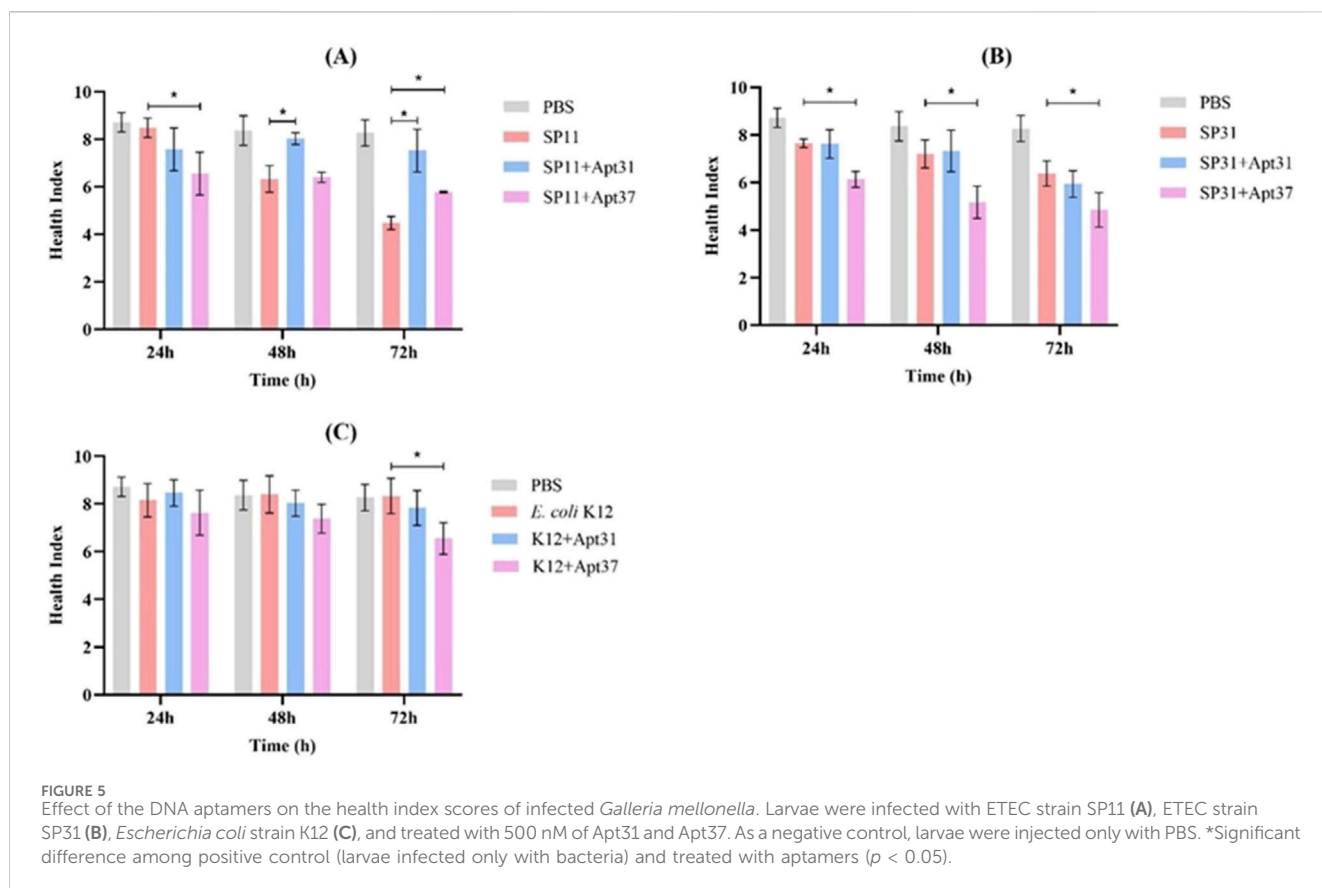 (A)
*
*
*
*
10
8
6
4
2
0
Health Index
24h
48h
72h
Time (h)
PBS
SP11
SP11+Apt31
SP11+Apt37
(B)
*
*
*
10
8
6
4
2
0
Health Index
24h
48h
72h
Time (h)
PBS
SP31
SP31+Apt31
SP31+Apt37
(C)
*
10
8
6
4
2
0
Health Index
24h
48h
72h
Time (h)
PBS
E. coli K12
K12+Apt31
K12+Apt37
FIGURE 5
Effect of the DNA aptamers on the health index scores of infected Galleria mellonella. Larvae were infected with ETEC strain SP11 (A), ETEC strain
SP31 (B), Escherichia coli strain K12 (C), and treated with 500 nM of Apt31 and Apt37. As a negative control, larvae were injected only with PBS. *Significant
difference among positive control (larvae infected only with bacteria) and treated with aptamers (p < 0.05).